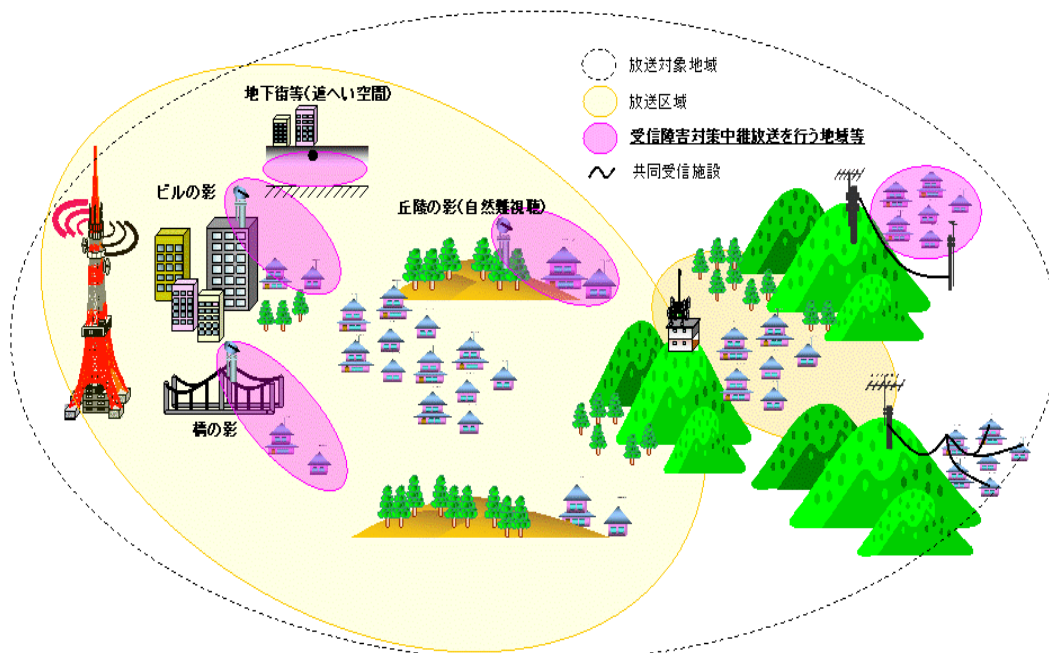 放送対象地域
放送区域
受信障害対策中継放送を行う地域等
共同受信施設
地下街等(遮へい空間)
ビルの影
丘陵の影(自然難視聴)
橋の影